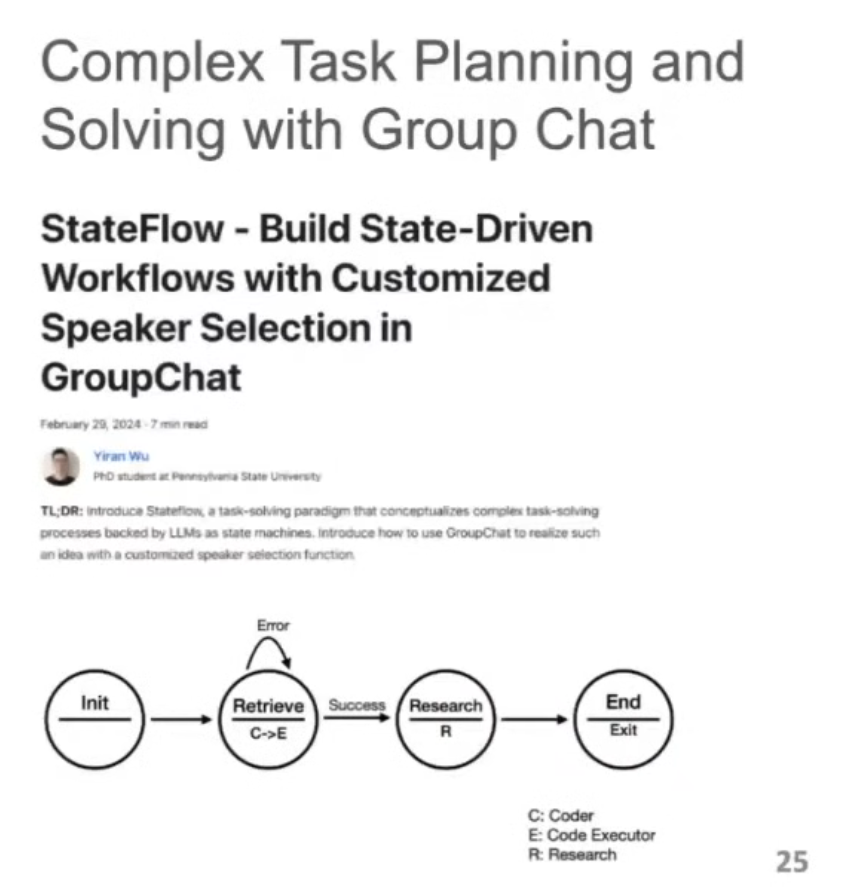 Complex Task Planning and
Solving with Group Chat
StateFlow - Build State-Driven
Workflows with Customized
Speaker Selection in
GroupChat
February 29, 2024 · 7 min read
Yiran Wu
PhD student at Pennsylvania State University
TL;DR: Introduce Stateflow, a task-solving paradigm that conceptualizes complex task-solving
processes backed by LLMs as state machines. Introduce how to use GroupChat to realize such
an idea with a customized speaker selection function.
Error
Init
Retrieve
C->E
Success
Research
R
End
Exit
C: Coder
E: Code Executor
R: Research
25